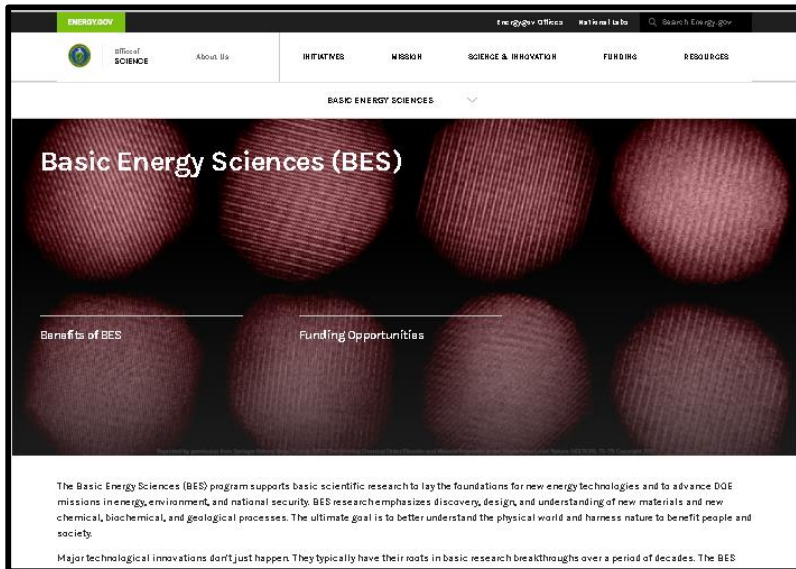 ENERGY.GOV
Energy.gov Offices National Labs Search Energy.gov
Office of
SCIENCE
About Us
INITIATIVES MISSION SCIENCE & INNOVATION FUNDING RESOURCES
BASIC ENERGY SCIENCES
Basic Energy Sciences (BES)
Benefits of BES Funding Opportunities
The Basic Energy Sciences (BES) program supports basic scientific research to lay the foundations for new energy technologies and to advance DOE
missions in energy, environment, and national security. BES research emphasizes discovery, design, and understanding of new materials and new
chemical, biochemical, and geological processes. The ultimate goal is to better understand the physical world and harness nature to benefit people and
society.
Major technological innovations don't just happen. They typically have their roots in basic research breakthroughs over a period of decades. The BES